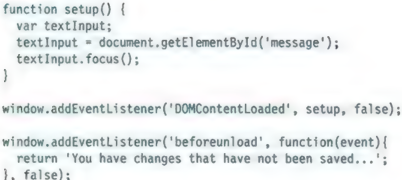 function setup() {
  var textInput;
  textInput = document.getElementById('message');
  textInput.focus();
}

window.addEventListener('DOMContentLoaded', setup, false);

window.addEventListener('beforeunload', function(event){
  return 'You have changes that have not been saved...';
}, false);